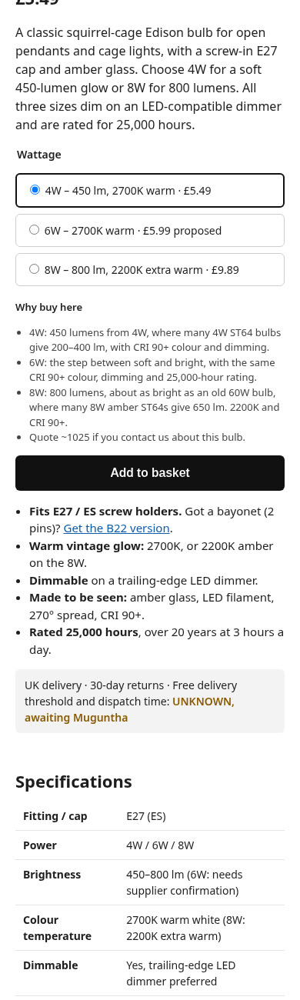 £5.49
A classic squirrel-cage Edison bulb for open
pendants and cage lights, with a screw-in E27
cap and amber glass. Choose 4W for a soft
450-lumen glow or 8W for 800 lumens. All
three sizes dim on an LED-compatible dimmer
and are rated for 25,000 hours.
Wattage
4W – 450 lm, 2700K warm · £5.49
6W – 2700K warm · £5.99 proposed
8W – 800 lm, 2200K extra warm · £9.89
Why buy here
• 4W: 450 lumens from 4W, where many 4W ST64 bulbs
give 200–400 lm, with CRI 90+ colour and dimming.
• 6W: the step between soft and bright, with the same
CRI 90+ colour, dimming and 25,000-hour rating.
• 8W: 800 lumens, about as bright as an old 60W bulb,
where many 8W amber ST64s give 650 lm. 2200K and
CRI 90+.
• Quote ~1025 if you contact us about this bulb.
Add to basket
• Fits E27 / ES screw holders. Got a bayonet (2
pins)? Get the B22 version.
• Warm vintage glow: 2700K, or 2200K amber
on the 8W.
• Dimmable on a trailing-edge LED dimmer.
• Made to be seen: amber glass, LED filament,
270° spread, CRI 90+.
• Rated 25,000 hours, over 20 years at 3 hours a
day.
UK delivery · 30-day returns · Free delivery
threshold and dispatch time: UNKNOWN,
awaiting Muguntha
Specifications
Fitting / cap E27 (ES)
Power 4W / 6W / 8W
Brightness 450–800 lm (6W: needs
supplier confirmation)
Colour 2700K warm white (8W:
temperature 2200K extra warm)
Dimmable Yes, trailing-edge LED
dimmer preferred